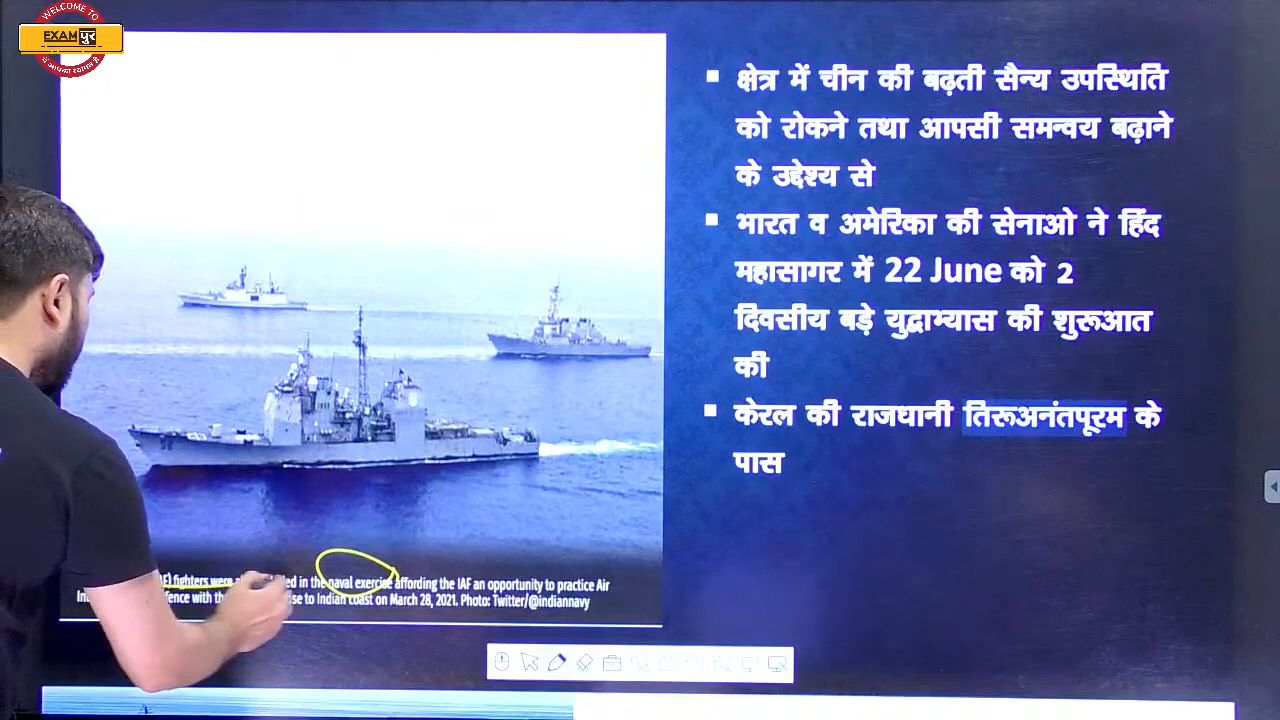 WELCOME TO
EXAMपुर
क्षेत्र में चीन की बढ़ती सैन्य उपस्थिति
को रोकने तथा आपसी समन्वय बढ़ाने
के उद्देश्य से
भारत व अमेरिका की सेनाओ ने हिंद
महासागर में 22 June को 2
दिवसीय बड़े युद्वाभ्यास की शुरूआत
की
केरल की राजधानी तिरूअनंतपूरम के
पास
fighters were in the naval exercise affording the IAF an opportunity to practice Air
with to Indian coast on March 28, 2021. Photo: Twitter/@indiannavy